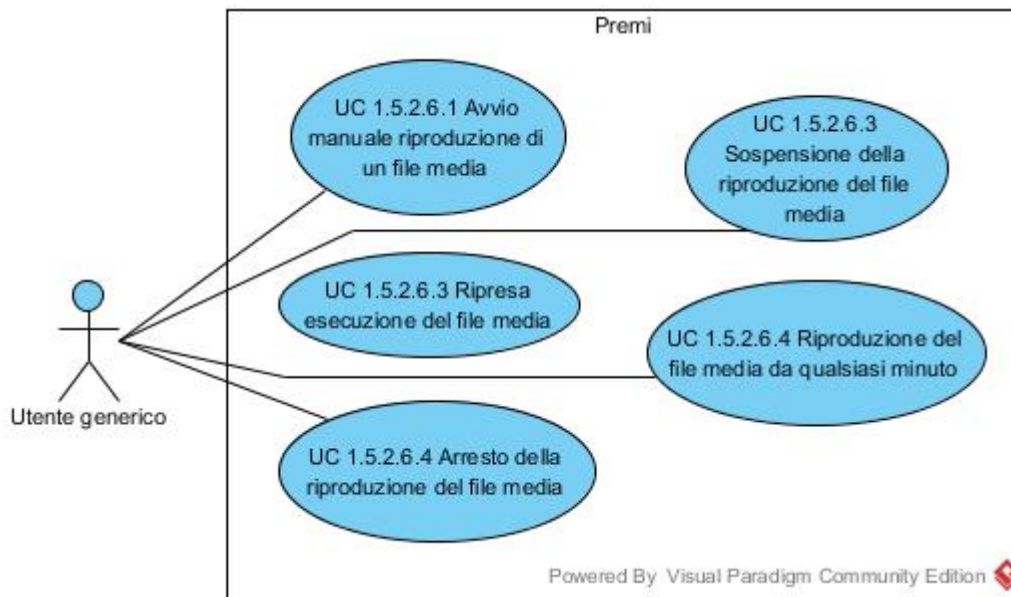 Premi
UC 1.5.2.6.1 Avvio
manuale riproduzione di
un file media
UC 1.5.2.6.3
Sospensione della
riproduzione del file
media
UC 1.5.2.6.3 Ripresa
esecuzione del file media
UC 1.5.2.6.4 Riproduzione del
file media da qualsiasi minuto
Utente generico
UC 1.5.2.6.4 Arresto della
riproduzione del file media
Powered By Visual Paradigm Community Edition